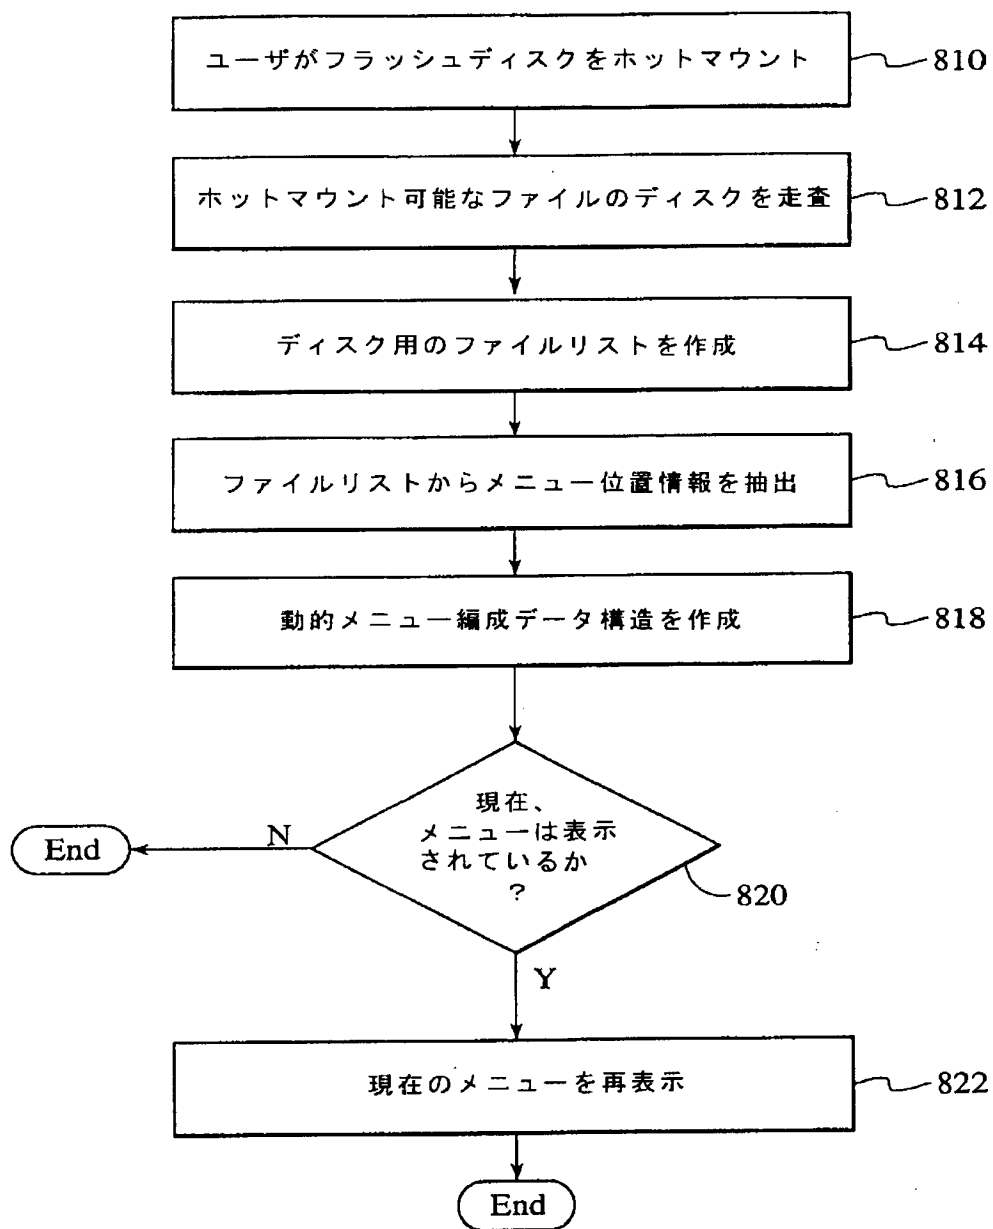 ユーザがフラッシュディスクをホットマウント
810
ホットマウント可能なファイルのディスクを走査
812
ディスク用のファイルリストを作成
814
ファイルリストからメニュー位置情報を抽出
816
動的メニュー編成データ構造を作成
818
現在、
メニューは表示
されているか
?
820
N
End
Y
現在のメニューを再表示
822
End